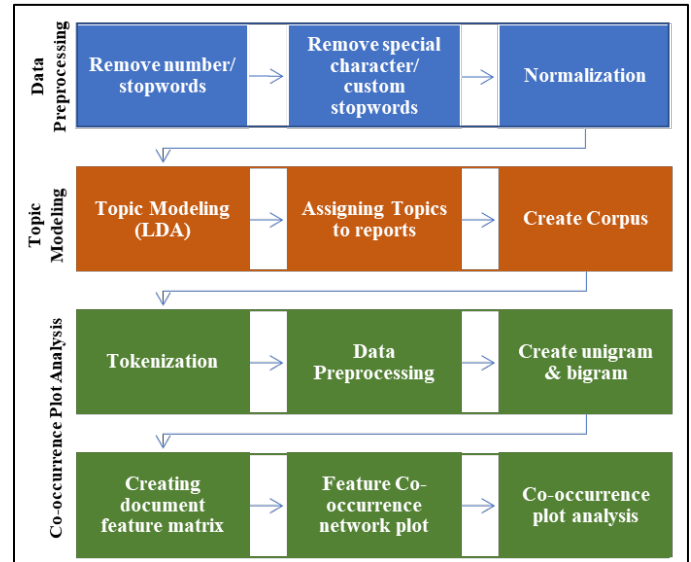 Data
Preprocessing
Remove number/
stopwords
Remove special
character/
custom
stopwords
Normalization
Topic
Modeling
Topic Modeling
(LDA)
Assigning Topics
to reports
Create Corpus
Co-occurrence Plot Analysis
Tokenization
Data
Preprocessing
Create unigram
& bigram
Creating
document
feature matrix
Feature Co-
occurrence
network plot
Co-occurrence
plot analysis